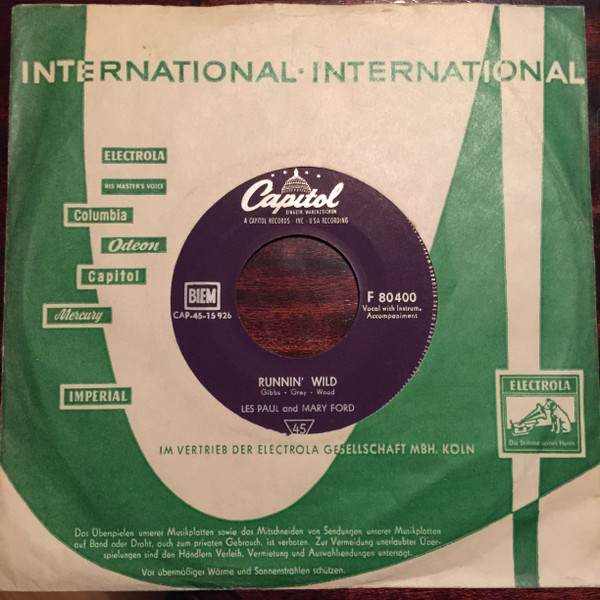 INTERNATIONAL·INTERNATIONAL
ELECTROLA
HIS MASTER'S VOICE
Columbia
Odeon
Capitol
Mercury
IMPERIAL
Capitol
EINGETR. WARENZEICHEN
A CAPITOL RECORDS · INC · USA RECORDING
BIEM
CAP-45-15926
F 80400
Vocal with Instrum.
Accompaniment
RUNNIN' WILD
Gibbs - Grey - Wood
LES PAUL and MARY FORD
45
ELECTROLA
Die Stimme seines Herrn
IM VERTRIEB DER ELECTROLA GESELLSCHAFT MBH. KÖLN
Das Überspielen unserer Musikplatten sowie das Mitschneiden von Sendungen unserer Musikplatten
auf Band oder Draht, auch zum privaten Gebrauch, ist verboten. Zur Vermeidung unerlaubter Über-
spielungen sind den Händlern Verleih, Vermietung und Auswahlsendungen untersagt.
Vor übermäßiger Wärme und Sonnenstrahlen schützen.